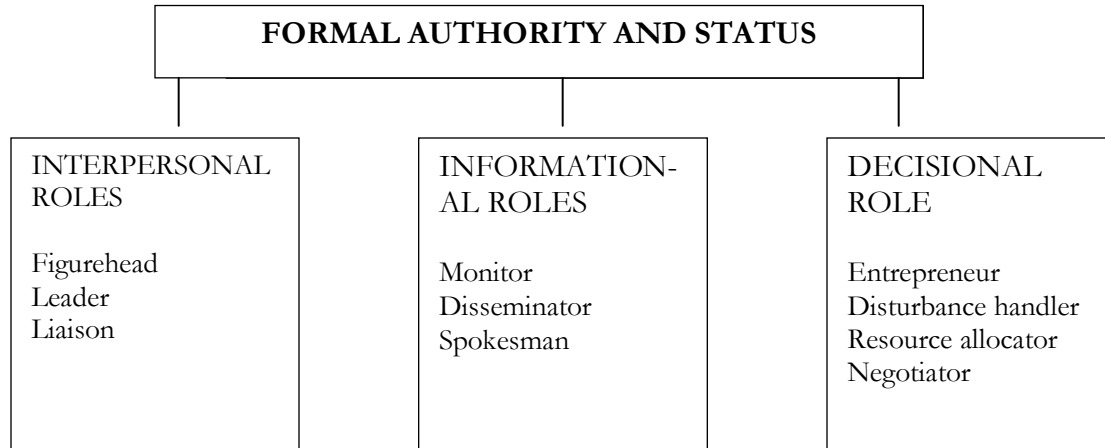 FORMAL AUTHORITY AND STATUS
INTERPERSONAL
ROLES
Figurehead
Leader
Liaison
INFORMATION-
AL ROLES
Monitor
Disseminator
Spokesman
DECISIONAL
ROLE
Entrepreneur
Disturbance handler
Resource allocator
Negotiator